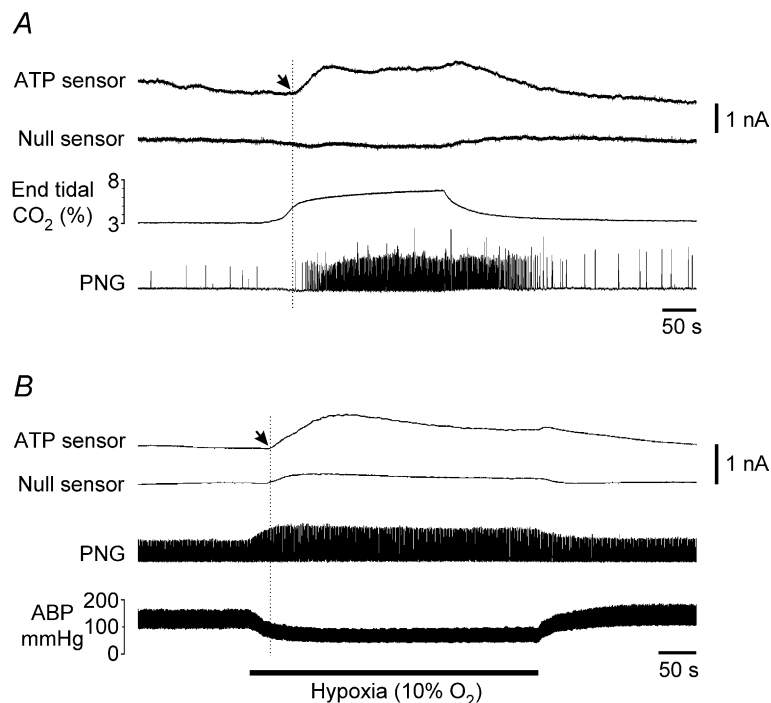 A
ATP sensor
1 nA
Null sensor
End tidal
CO2 (%)
8
3
PNG
50 s
B
ATP sensor
1 nA
Null sensor
PNG
ABP
mmHg
200
100
0
50 s
Hypoxia (10% O2)